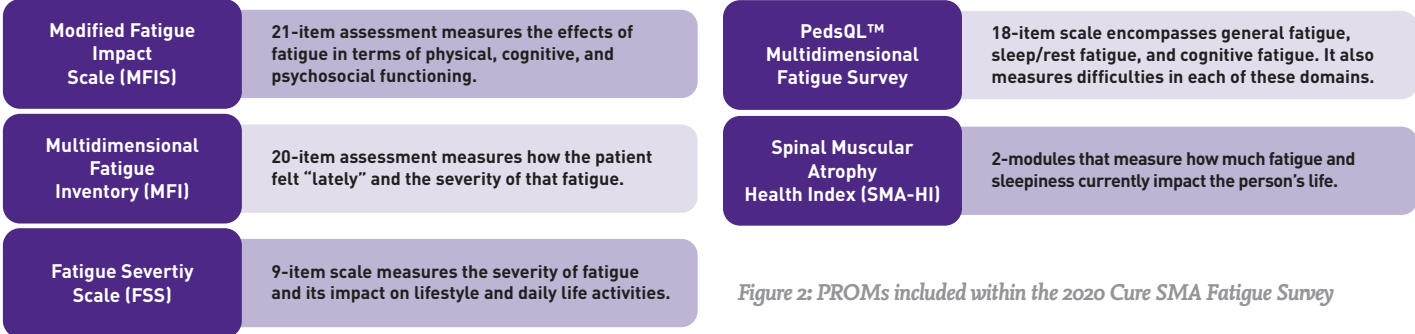 Modified Fatigue
Impact
Scale (MFIS)
21-item assessment measures the effects of
fatigue in terms of physical, cognitive, and
psychosocial functioning.
Multidimensional
Fatigue
Inventory (MFI)
20-item assessment measures how the patient
felt “lately” and the severity of that fatigue.
Fatigue Severtiy
Scale (FSS)
9-item scale measures the severity of fatigue
and its impact on lifestyle and daily life activities.
PedsQL™
Multidimensional
Fatigue Survey
18-item scale encompasses general fatigue,
sleep/rest fatigue, and cognitive fatigue. It also
measures difficulties in each of these domains.
Spinal Muscular
Atrophy
Health Index (SMA-HI)
2-modules that measure how much fatigue and
sleepiness currently impact the person’s life.
Figure 2: PROMs included within the 2020 Cure SMA Fatigue Survey